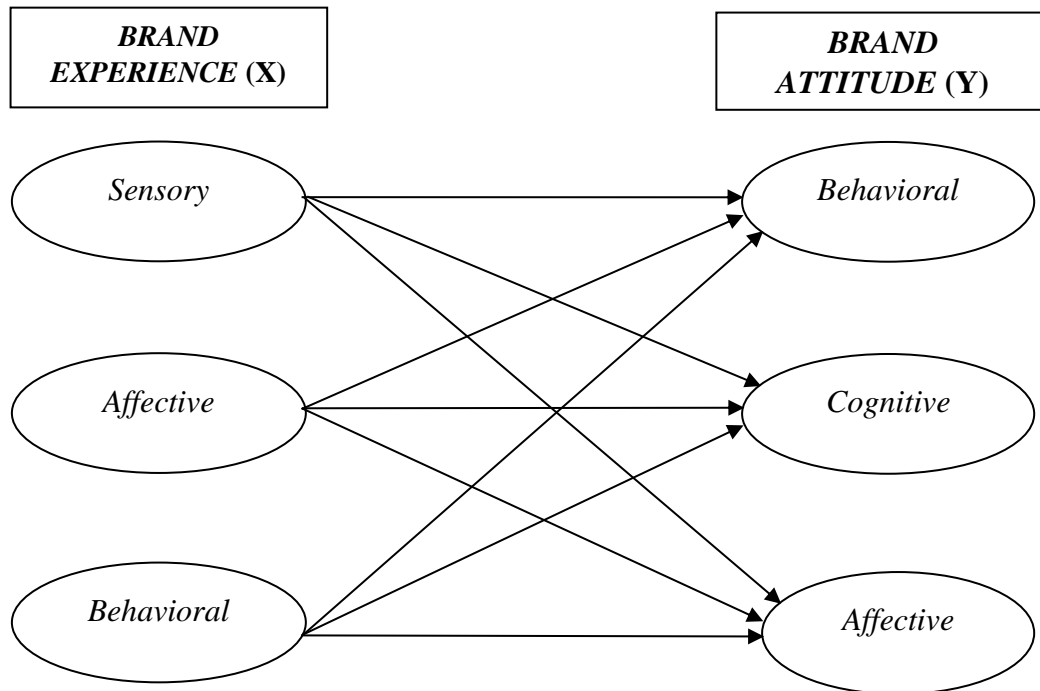 BRAND
EXPERIENCE (X)
BRAND
ATTITUDE (Y)
Sensory
Behavioral
Affective
Cognitive
Behavioral
Affective